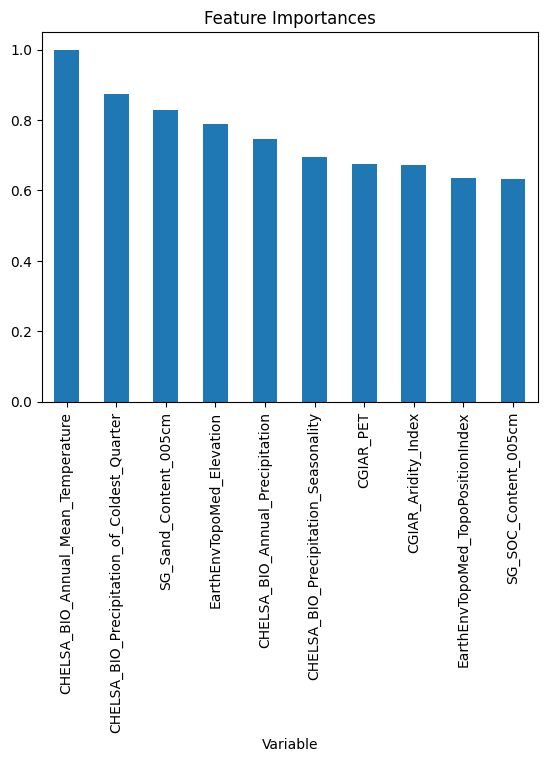 Feature Importances
1.0
0.8
0.6
0.4
0.2
0.0
CHELSA_BIO_Annual_Mean_Temperature
CHELSA_BIO_Precipitation_of_Coldest_Quarter
SG_Sand_Content_005cm
EarthEnvTopoMed_Elevation
CHELSA_BIO_Annual_Precipitation
CHELSA_BIO_Precipitation_Seasonality
CGIAR_PET
CGIAR_Aridity_Index
EarthEnvTopoMed_TopoPositionIndex
SG_SOC_Content_005cm
Variable